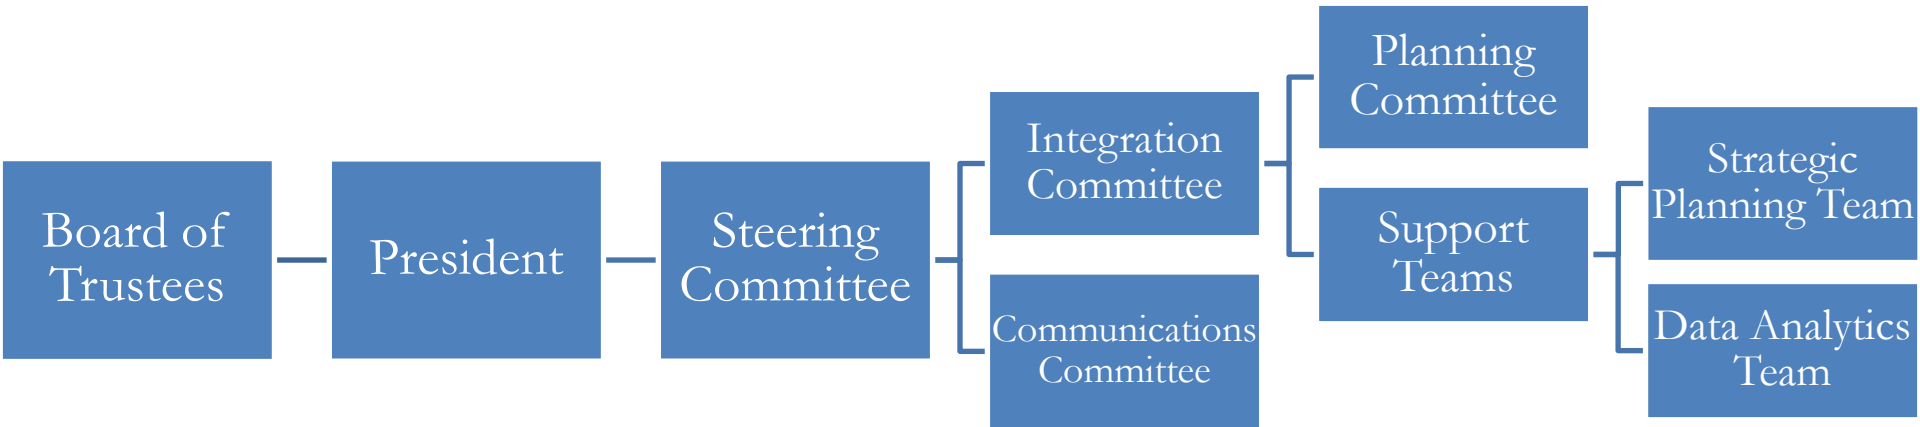 Board of
Trustees
President
Steering
Committee
Integration
Committee
Communications
Committee
Planning
Committee
Support
Teams
Strategic
Planning Team
Data Analytics
Team